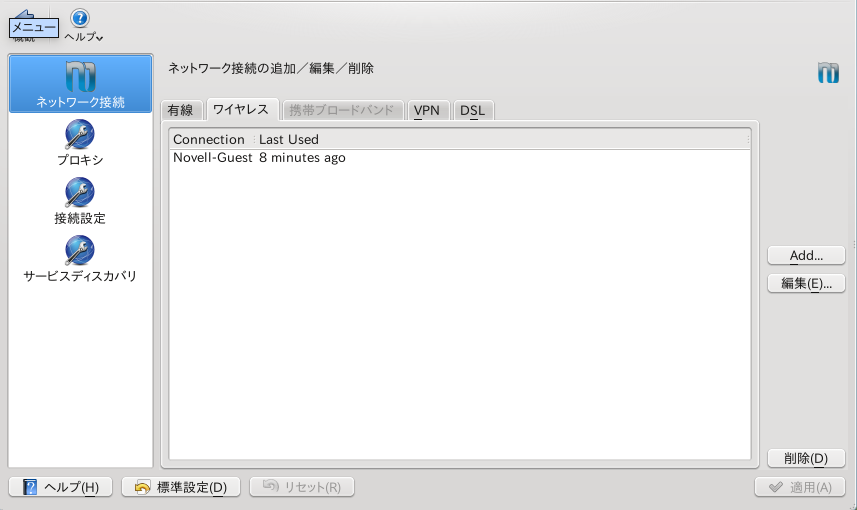 メニュー
ヘルプ
ネットワーク接続
プロキシ
接続設定
サービスディスカバリ
ネットワーク接続の追加／編集／削除
有線 ワイヤレス 携帯ブロードバンド VPN DSL
Connection Last Used
Novell-Guest 8 minutes ago
Add...
編集(E)...
削除(D)
ヘルプ(H) 標準設定(D) リセット(R) 適用(A)